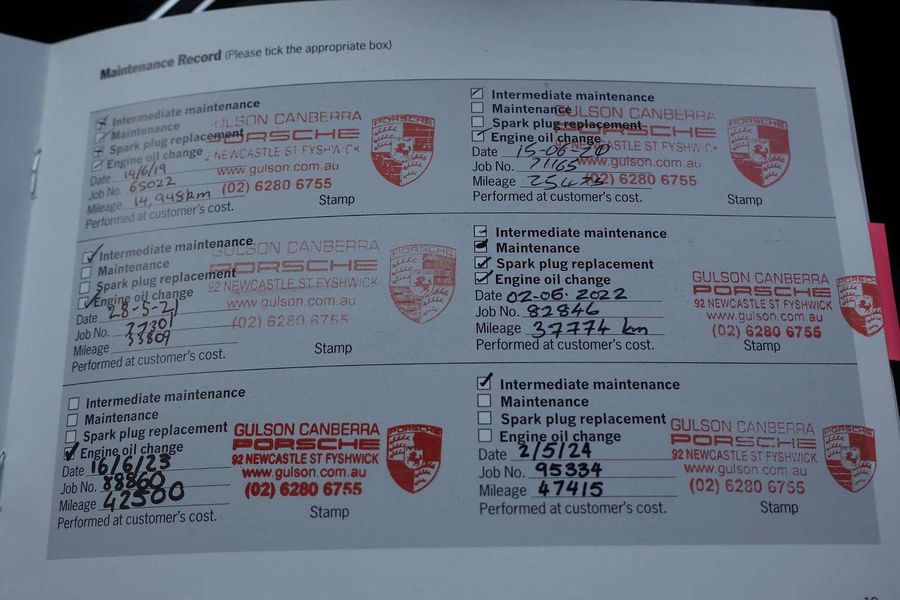 Maintenance Record (Please tick the appropriate box)
Intermediate maintenance
Maintenance
Spark plug replacement
Engine oil change
Date 14/6/19
Job No. 65022
Mileage 14,948km
Performed at customer's cost.
GULSON CANBERRA
PORSCHE
92 NEWCASTLE ST FYSHWICK
www.gulson.com.au
(02) 6280 6755
PORSCHE
Stamp
Intermediate maintenance
Maintenance
Spark plug replacement
Engine oil change
Date 15-06-20
Job No. 71165
Mileage 25475
Performed at customer's cost.
GULSON CANBERRA
PORSCHE
NEWCASTLE ST FYSHWICK
www.gulson.com.au
(02) 6280 6755
PORSCHE
Stamp
Intermediate maintenance
Maintenance
Spark plug replacement
Engine oil change
Date 28-5-21
Job No. 77301
Mileage 33809
Performed at customer's cost.
GULSON CANBERRA
PORSCHE
92 NEWCASTLE ST FYSHWICK
www.gulson.com.au
(02) 6280 6755
PORSCHE
Stamp
Intermediate maintenance
Maintenance
Spark plug replacement
Engine oil change
Date 02-06-2022
Job No. 82846
Mileage 37774 km
Performed at customer's cost.
GULSON CANBERRA
PORSCHE
92 NEWCASTLE ST FYSHWICK
www.gulson.com.au
(02) 6280 6755
PORSCHE
Stamp
Intermediate maintenance
Maintenance
Spark plug replacement
Engine oil change
Date 16/6/23
Job No. 88860
Mileage 42500
Performed at customer's cost.
GULSON CANBERRA
PORSCHE
92 NEWCASTLE ST FYSHWICK
www.gulson.com.au
(02) 6280 6755
PORSCHE
Stamp
Intermediate maintenance
Maintenance
Spark plug replacement
Engine oil change
Date 2/5/24
Job No. 95334
Mileage 47415
Performed at customer's cost.
GULSON CANBERRA
PORSCHE
92 NEWCASTLE ST FYSHWICK
www.gulson.com.au
(02) 6280 6755
PORSCHE
Stamp